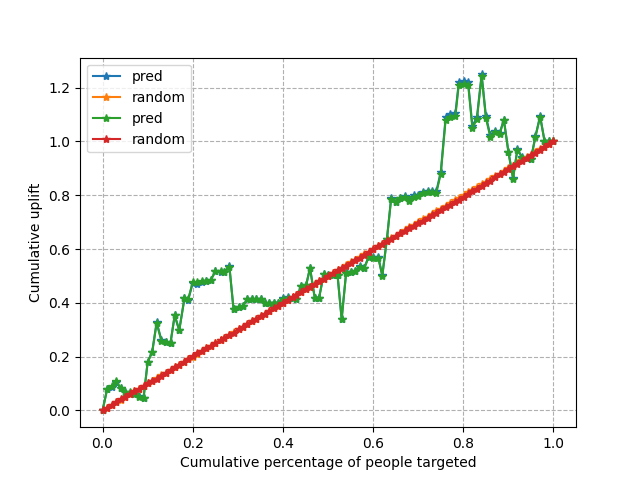 pred
random
pred
random
1.2
1.0
0.8
0.6
0.4
0.2
0.0
Cumulative uplift
0.0 0.2 0.4 0.6 0.8 1.0
Cumulative percentage of people targeted